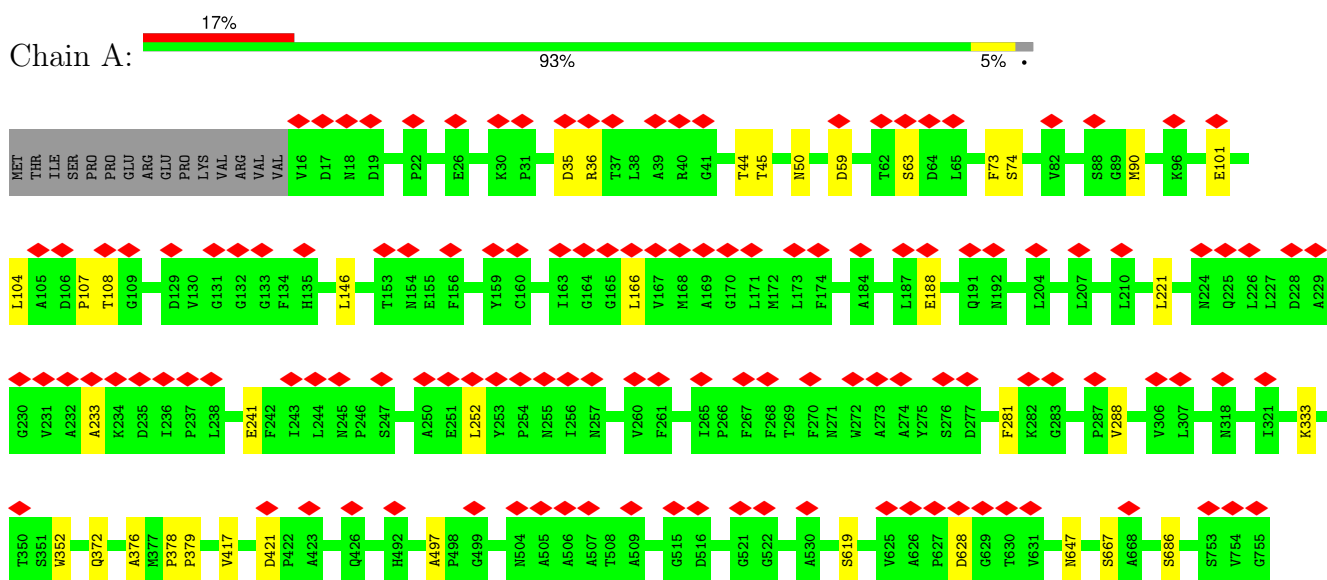 17%
Chain A:
93% 5% •
MET THR ILE SER PRO PRO GLU ARG GLU PRO LYS VAL ARG VAL VAL V16 D17 N18 D19 P22 E26 K30 P31 D35 R36 T37 L38 A39 R40 G41 T44 T45 N50 D59 T62 S63 D64 L65 F73 S74 V82 S88 G89 M90 K96 E101
L104 A105 D106 P107 T108 G109 D129 V130 G131 G132 G133 F134 H135 L146 T153 N154 E155 F156 Y159 C160 I163 G164 G165 L166 V167 M168 A169 G170 L171 M172 L173 F174 A184 L187 E188 Q191 N192 L204 L207 L210 L221 N224 Q225 L226 L227 D228 A229
G230 V231 A232 A233 K234 D235 I236 P237 L238 E241 F242 I243 L244 N245 P246 S247 A250 E251 L252 Y253 P254 N255 I256 N257 V260 F261 I265 P266 F267 F268 T269 F270 N271 W272 A273 A274 Y275 S276 D277 F281 K282 G283 P287 V288 V306 L307 N318 I321 K333
T350 S351 W352 Q372 A376 M377 P378 P379 V417 D421 P422 A423 Q426 H492 A497 P498 G499 N504 A505 A506 A507 T508 A509 G515 D516 G521 G522 A530 S619 V625 A626 P627 D628 G629 T630 V631 N647 S667 A668 S686 S753 V754 G755